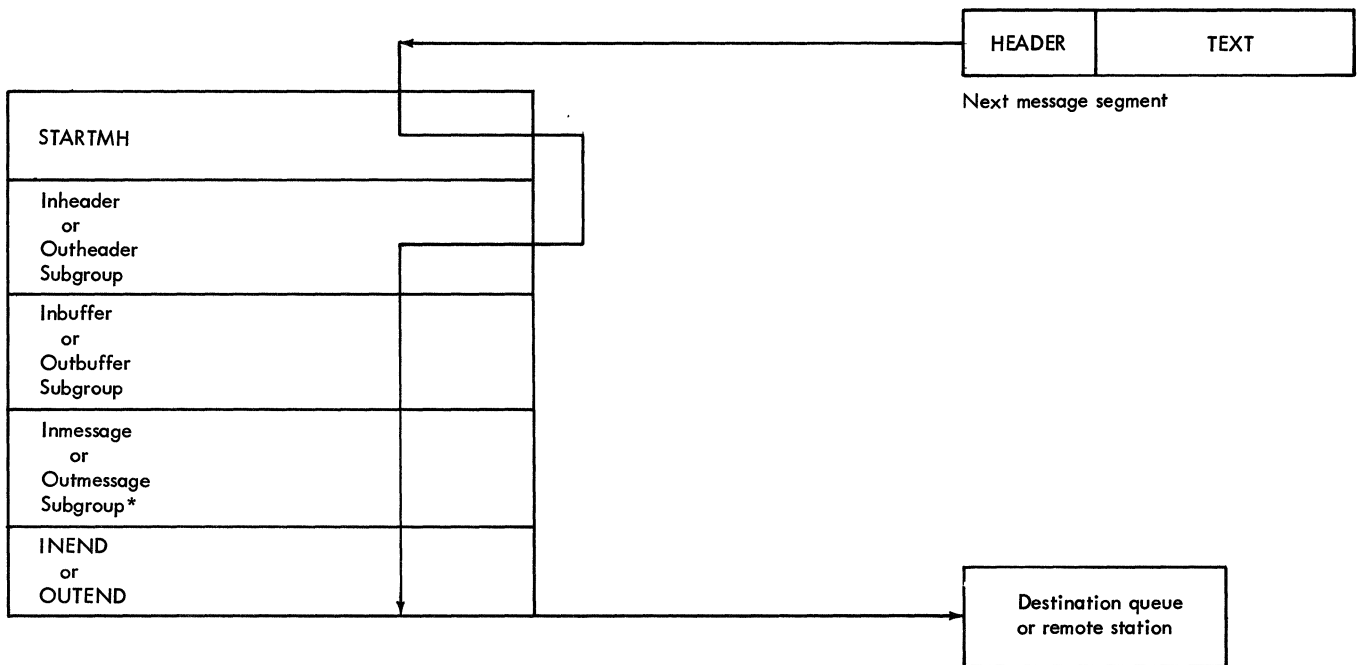 HEADER TEXT
Next message segment
STARTMH
Inheader
or
Outheader
Subgroup
Inbuffer
or
Outbuffer
Subgroup
Inmessage
or
Outmessage
Subgroup*
INEND
or
OUTEND
Destination queue
or remote station